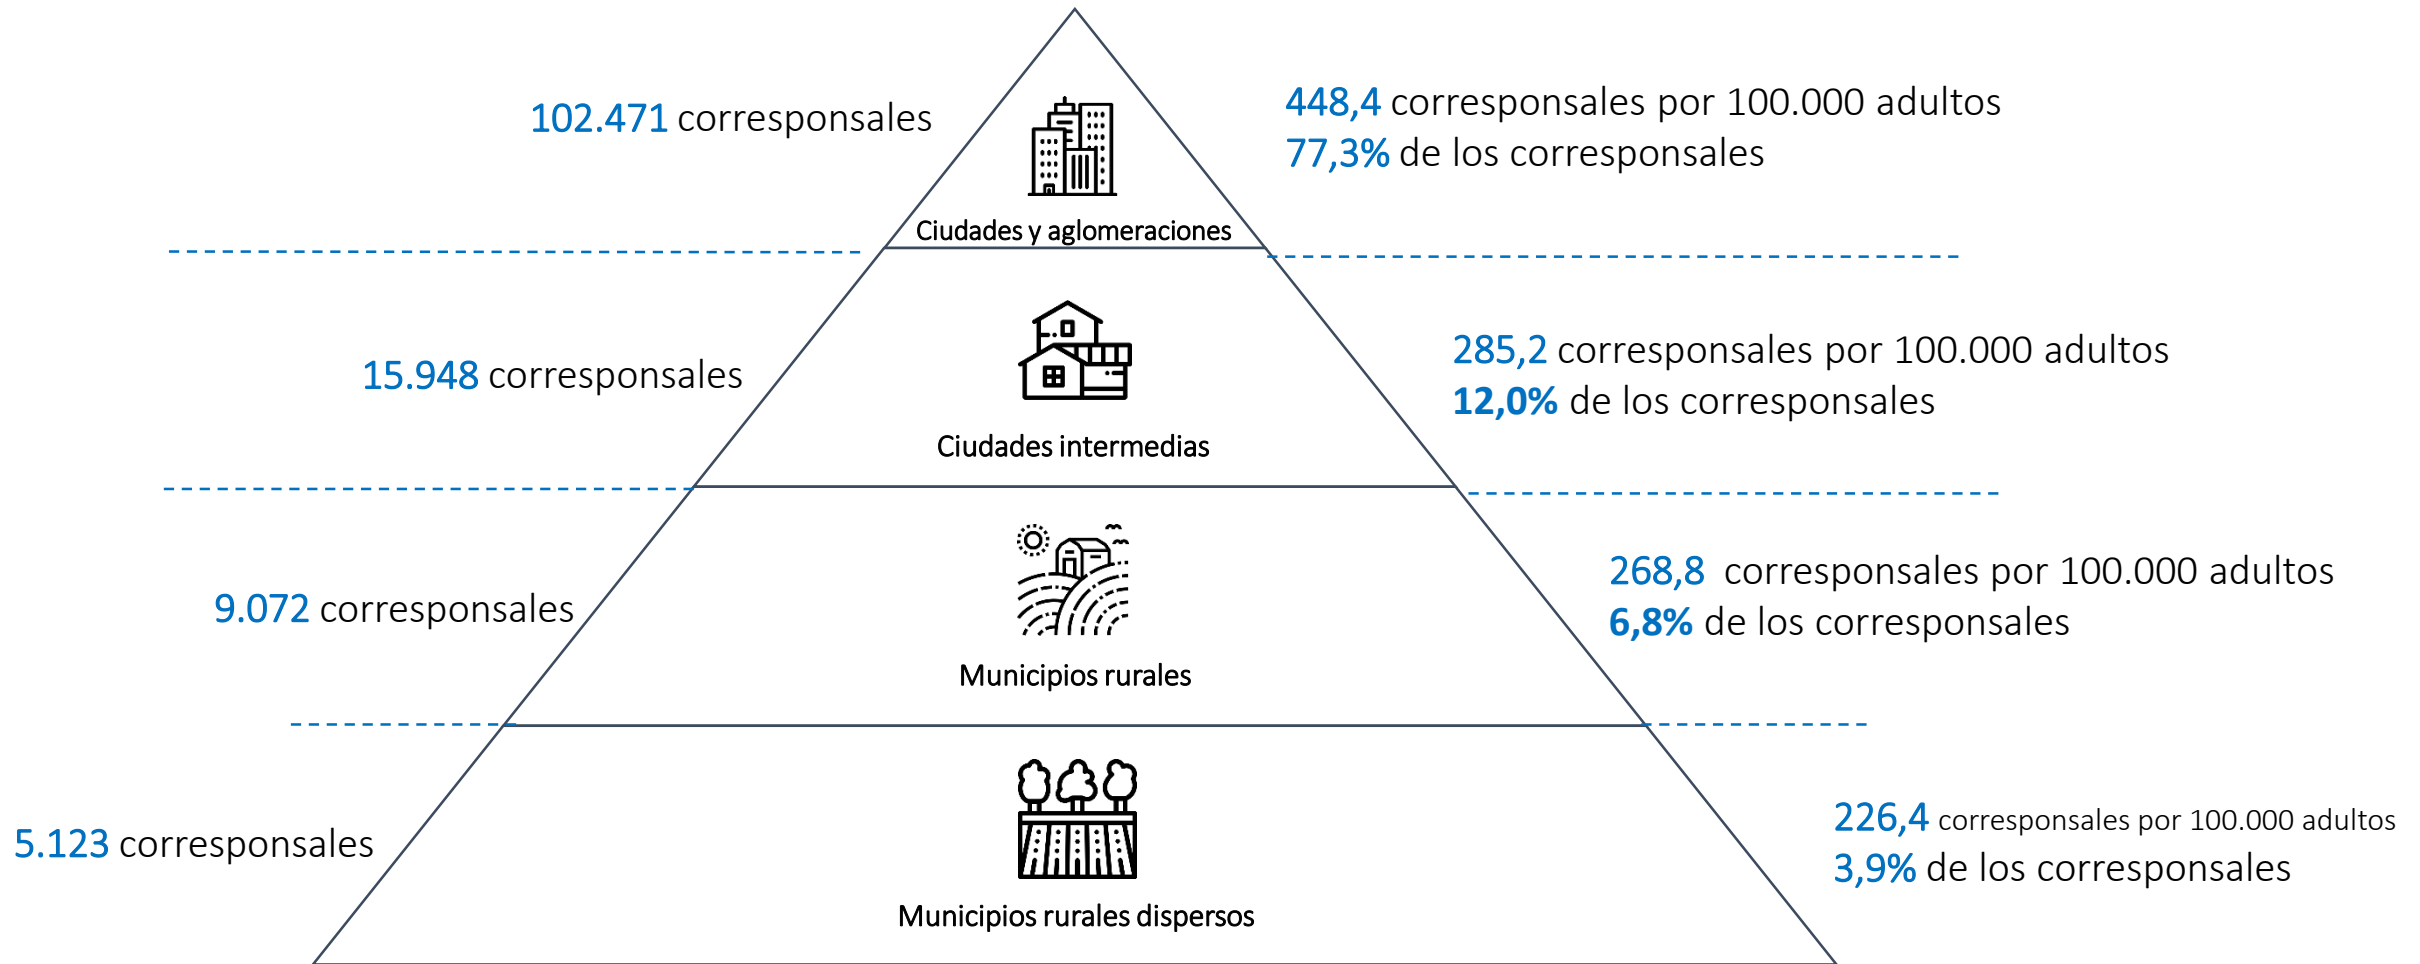 102.471 corresponsales
448,4 corresponsales por 100.000 adultos
77,3% de los corresponsales
Ciudades y aglomeraciones
15.948 corresponsales
285,2 corresponsales por 100.000 adultos
12,0% de los corresponsales
Ciudades intermedias
9.072 corresponsales
268,8 corresponsales por 100.000 adultos
6,8% de los corresponsales
Municipios rurales
5.123 corresponsales
226,4 corresponsales por 100.000 adultos
3,9% de los corresponsales
Municipios rurales dispersos